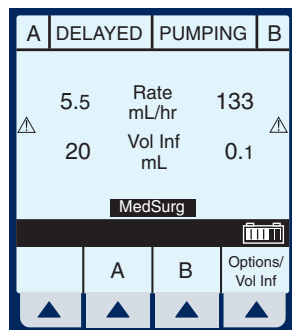 A DELAYED PUMPING B
5.5 Rate mL/hr 133
20 Vol Inf mL 0.1
MedSurg
A B Options/ Vol Inf